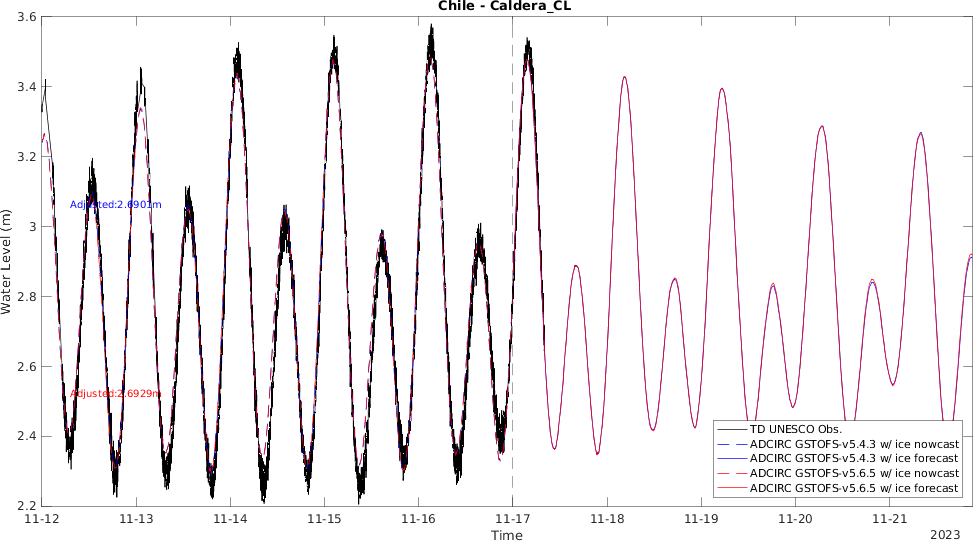 Chile - Caldera_CL
3.6
3.4
3.2
3
2.8
2.6
2.4
2.2
Water Level (m)
Adjusted:2.6901m
Adjusted:2.6929m
TD UNESCO Obs.
ADCIRC GSTOFS-v5.4.3 w/ ice nowcast
ADCIRC GSTOFS-v5.4.3 w/ ice forecast
ADCIRC GSTOFS-v5.6.5 w/ ice nowcast
ADCIRC GSTOFS-v5.6.5 w/ ice forecast
11-12 11-13 11-14 11-15 11-16 11-17 11-18 11-19 11-20 11-21
Time
2023